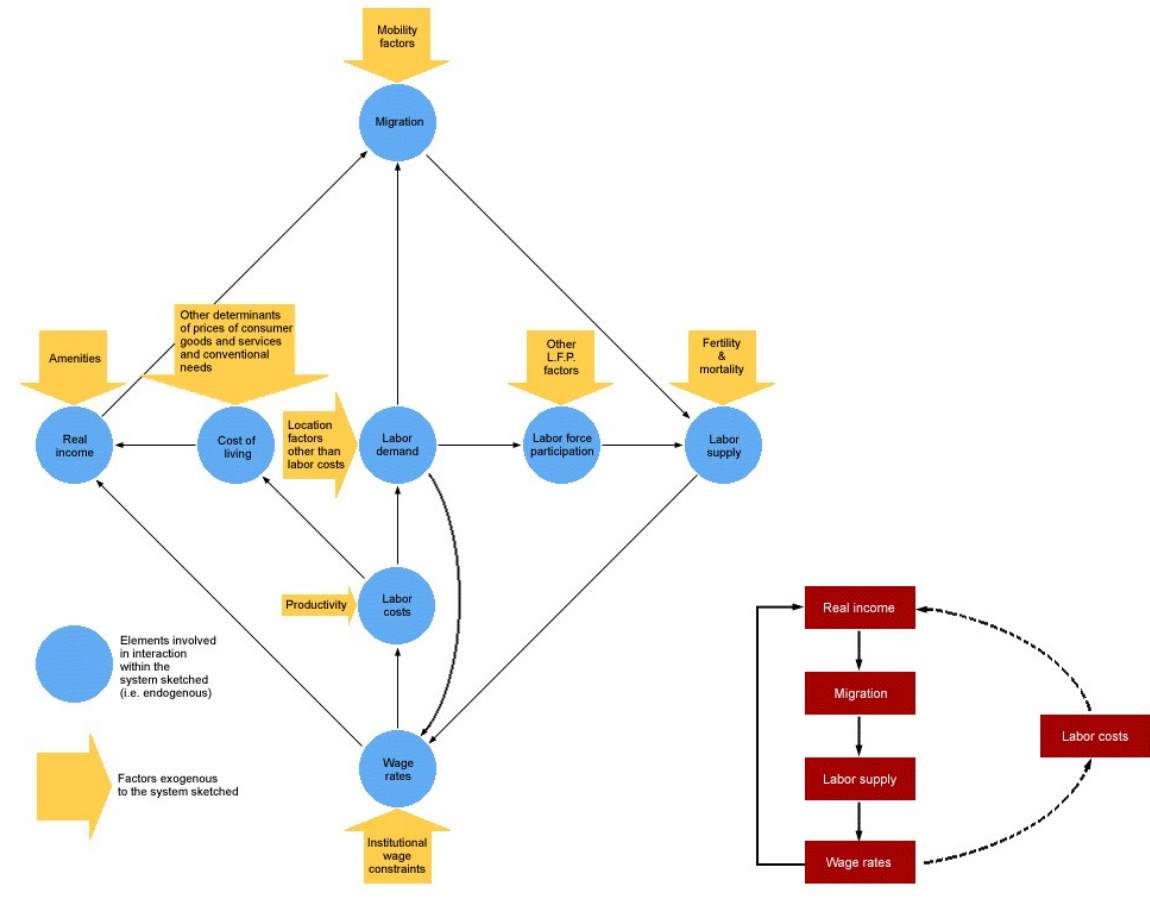 Mobility
factors
Migration
Other determinants
of prices of consumer
goods and services
and conventional
needs
Amenities
Other
L.F.P.
factors
Fertility
&
mortality
Real
income
Cost of
living
Location
factors
other than
labor costs
Labor
demand
Labor force
participation
Labor
supply
Productivity
Labor
costs
Elements involved
in interaction
within the
system sketched
(i.e. endogenous)
Wage
rates
Factors exogenous
to the system sketched
Institutional
wage
constraints
Real income
Migration
Labor costs
Labor supply
Wage rates